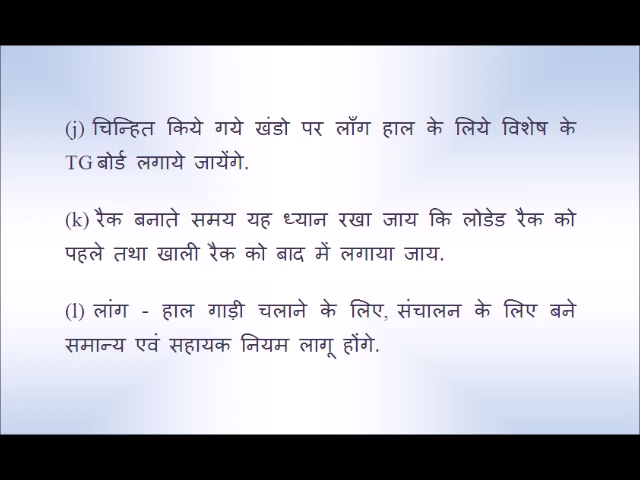 (j) चिन्हित किये गये खंडो पर लॉंग हाल के लिये विशेष के
TG बोर्ड लगाये जायेंगे.
(k) रैक बनाते समय यह ध्यान रखा जाय कि लोडेड रैक को
पहले तथा खाली रैक को बाद में लगाया जाय.
(l) लांग - हाल गाड़ी चलाने के लिए, संचालन के लिए बने
समान्य एवं सहायक नियम लागू होंगे.